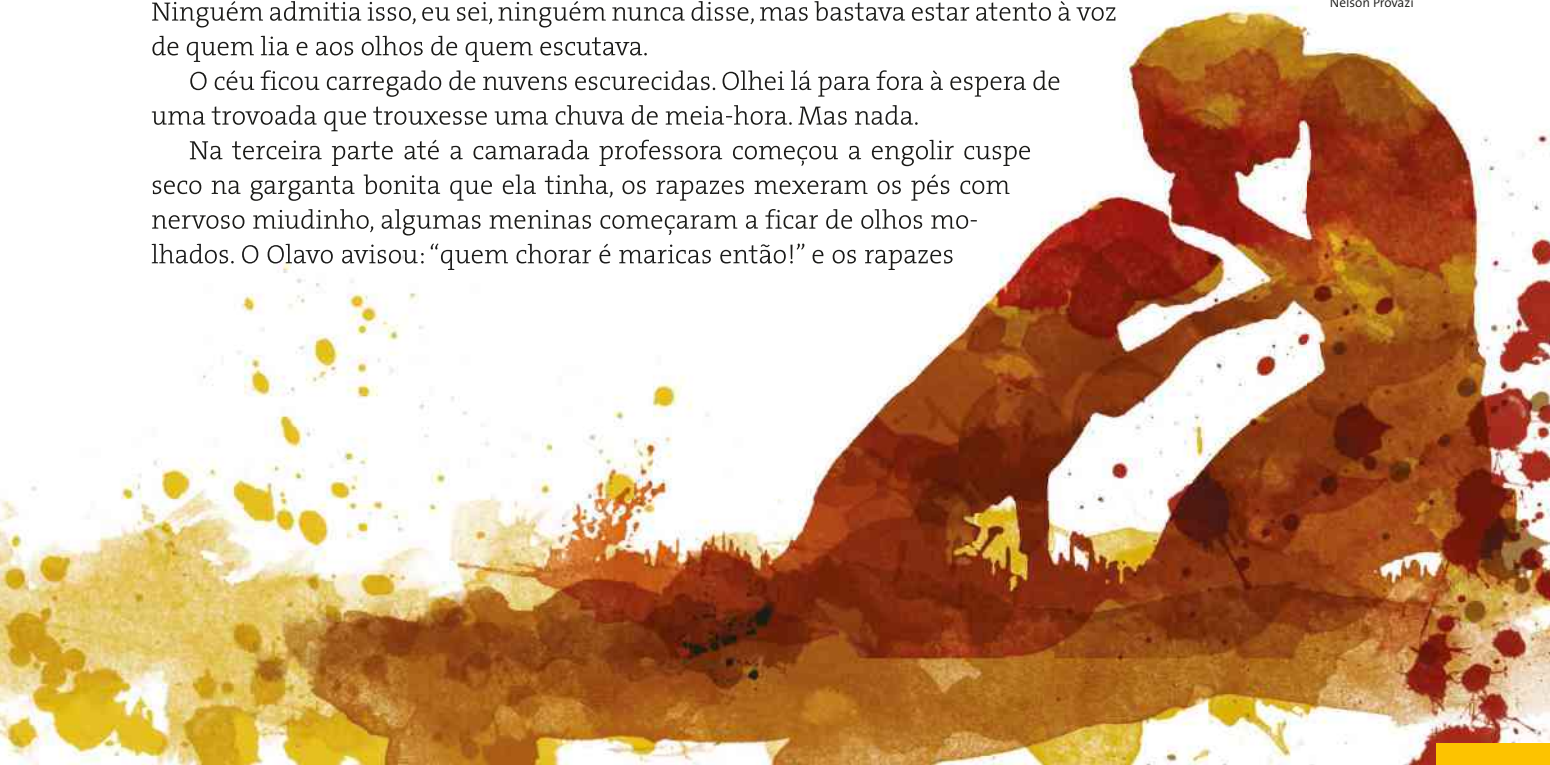 Nelson Provazi
Ninguém admitia isso, eu sei, ninguém nunca disse, mas bastava estar atento à voz
de quem lia e aos olhos de quem escutava.
O céu ficou carregado de nuvens escurecidas. Olhei lá para fora à espera de
uma trovoada que trouxesse uma chuva de meia-hora. Mas nada.
Na terceira parte até a camarada professora começou a engolir cuspe
seco na garganta bonita que ela tinha, os rapazes mexeram os pés com
nervoso miudinho, algumas meninas começaram a ficar de olhos mo-
lhados. O Olavo avisou: “quem chorar é maricas então!” e os rapazes